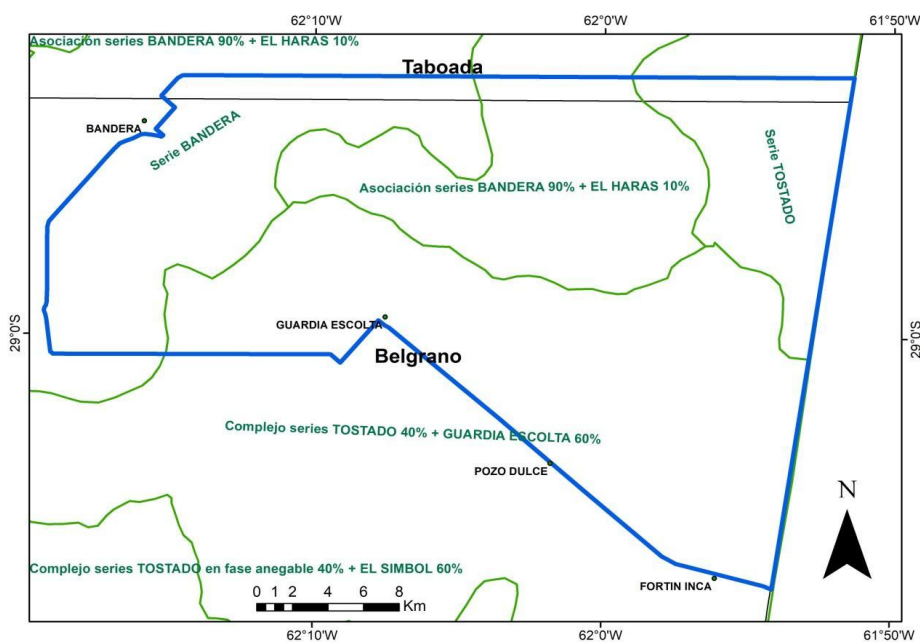 62°10'W
62°0'W
61°50'W
Asociación series BANDERA 90% + EL HARAS 10%
Taboada
BANDERA
Serie BANDERA
Serie TOSTADO
Asociación series BANDERA 90% + EL HARAS 10%
29°0'S
29°0'S
GUARDIA ESCOLTA
Belgrano
Complejo series TOSTADO 40% + GUARDIA ESCOLTA 60%
POZO DULCE
N
Complejo series TOSTADO en fase anegable 40% + EL SIMBOL 60%
FORTIN INCA
0 1 2 4 6 8
Km
62°10'W
62°0'W
61°50'W